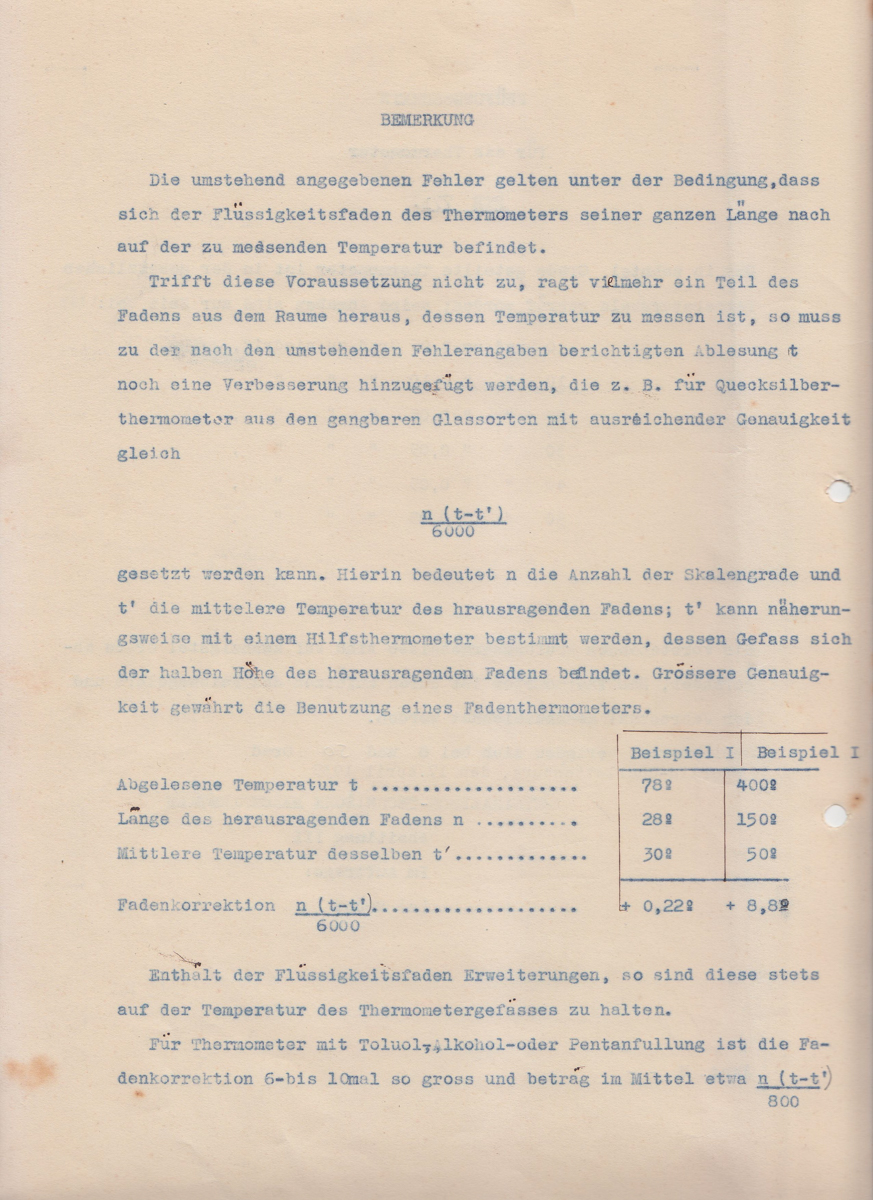 BEMERKUNG
Die umstehend angegebenen Fehler gelten unter der Bedingung,dass
sich der Flüssigkeitsfaden des Thermometers seiner ganzen Länge nach
auf der zu messenden Temperatur befindet.
Trifft diese Voraussetzung nicht zu, ragt vielmehr ein Teil des
Fadens aus dem Raume heraus, dessen Temperatur zu messen ist, so muss
zu der nach den umstehenden Fehlerangaben berichtigten Ablesung t
noch eine Verbesserung hinzugefügt werden, die z. B. für Quecksilber-
thermometer aus den gangbaren Glassorten mit ausreichender Genauigkeit
gleich
n (t-t')
6000
gesetzt werden kann. Hierin bedeutet n die Anzahl der Skalengrade und
t' die mittelere Temperatur des hrausragenden Fadens; t' kann näherun-
gsweise mit einem Hilfsthermometer bestimmt werden, dessen Gefass sich
der halben Höhe des herausragenden Fadens befindet. Grössere Genauig-
keit gewährt die Benutzung eines Fadenthermometers.
Beispiel I Beispiel I
Abgelesene Temperatur t .................... 78º 400º
Länge des herausragenden Fadens n .......... 28º 150º
Mittlere Temperatur desselben t'............. 30º 50º
Fadenkorrektion n (t-t').................... + 0,22º + 8,8º
6000
Enthält der Flüssigkeitsfaden Erweiterungen, so sind diese stets
auf der Temperatur des Thermometergefässes zu halten.
Für Thermometer mit Toluol,Alkohol-oder Pentanfullung ist die Fa-
denkorrektion 6-bis 10mal so gross und beträg im Mittel etwa n (t-t')
800